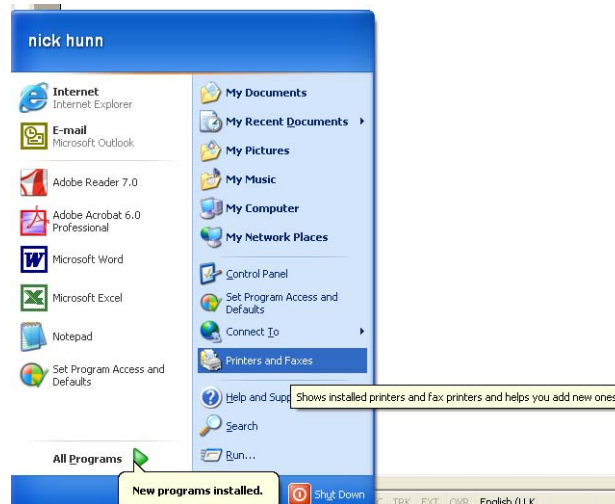 nick hunn
Internet
Internet Explorer
E-mail
Microsoft Outlook
Adobe Reader 7.0
Adobe Acrobat 6.0
Professional
Microsoft Word
Microsoft Excel
Notepad
Set Program Access and
Defaults
All Programs
New programs installed.
My Documents
My Recent Documents
My Pictures
My Music
My Computer
My Network Places
Control Panel
Set Program Access and
Defaults
Connect To
Printers and Faxes
Shows installed printers and fax printers and helps you add new ones
Help and Supp
Search
Run...
Shut Down
TRK EXT OVR English (U.K